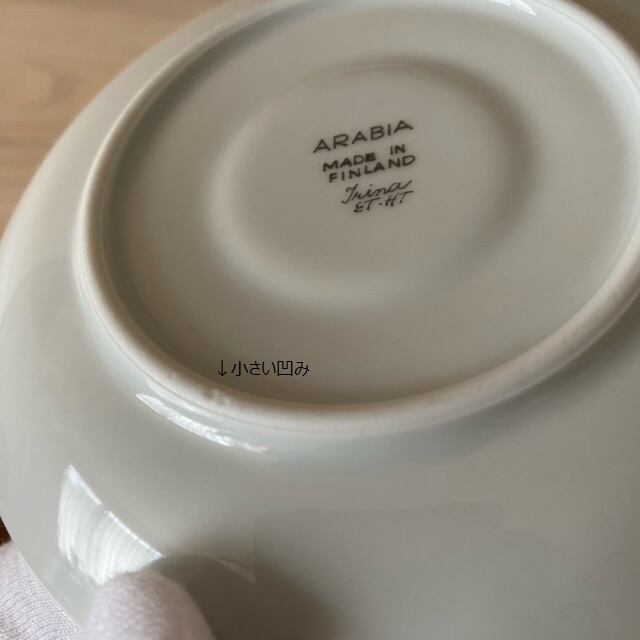 ARABIA
MADE IN
FINLAND
Irina
ET-HT
↓小さい凹み